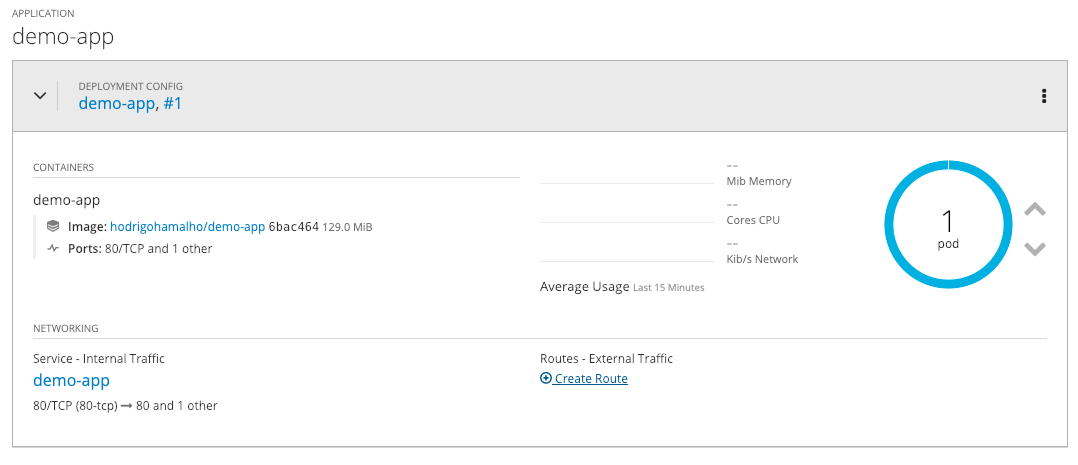 APPLICATION
demo-app
DEPLOYMENT CONFIG
demo-app, #1
CONTAINERS
demo-app
Image: hodrigohamalho/demo-app 6bac464 129.0 MiB
Ports: 80/TCP and 1 other
--
Mib Memory
--
Cores CPU
--
Kib/s Network
Average Usage Last 15 Minutes
1
pod
NETWORKING
Service - Internal Traffic
demo-app
80/TCP (80-tcp) → 80 and 1 other
Routes - External Traffic
Create Route